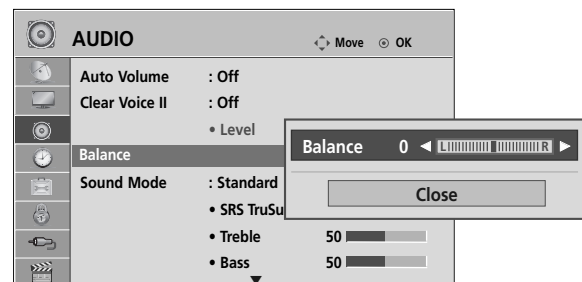 AUDIO
Move
OK
Auto Volume : Off
Clear Voice II : Off
• Level
Balance
Balance 0 L R
Close
Sound Mode : Standard
• SRS
• Treble 50
• Bass 50